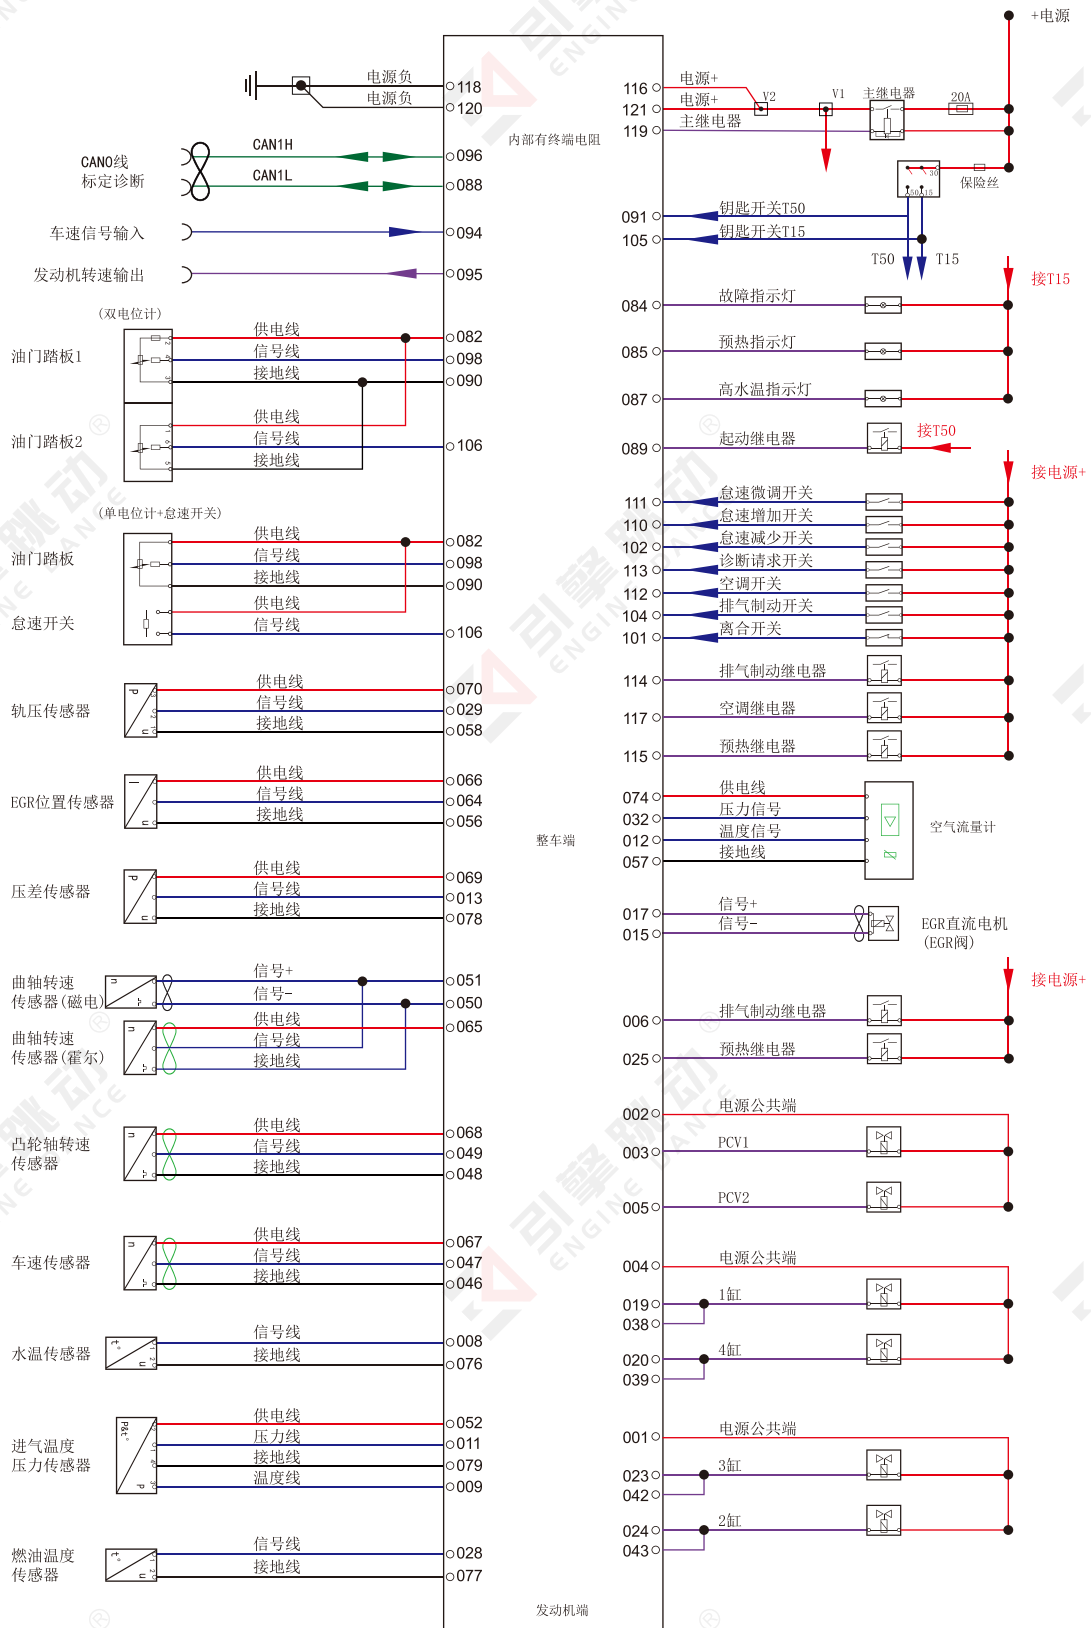 +电源
电源负
118
电源负
120
CAN1H
096
CAN0线
标定诊断
CAN1L
088
车速信号输入
094
发动机转速输出
095
(双电位计)
油门踏板1
供电线
082
信号线
098
接地线
090
油门踏板2
供电线
信号线
106
接地线
(单电位计+怠速开关)
油门踏板
供电线
082
信号线
098
接地线
090
怠速开关
供电线
信号线
106
轨压传感器
P
u
供电线
070
信号线
029
接地线
058
EGR位置传感器
u
供电线
066
信号线
064
接地线
056
压差传感器
P
u
供电线
069
信号线
013
接地线
078
曲轴转速
传感器(磁电)
n
信号+
051
信号-
050
曲轴转速
传感器(霍尔)
n
供电线
065
信号线
接地线
凸轮轴转速
传感器
n
供电线
068
信号线
049
接地线
048
车速传感器
n
供电线
067
信号线
047
接地线
046
水温传感器
t°
u
信号线
008
接地线
076
进气温度
压力传感器
P&t°
P
供电线
052
信号线
011
接地线
079
温度线
009
燃油温度
传感器
t°
u
信号线
028
接地线
077
内部有终端电阻
整车端
发动机端
116
电源+
121
电源+
V2
V1
主继电器
20A
119
主继电器
保险丝
30
50
15
091
钥匙开关T50
105
钥匙开关T15
T50
T15
接T15
084
故障指示灯
085
预热指示灯
087
高水温指示灯
089
起动继电器
接T50
接电源+
111
怠速微调开关
110
怠速增加开关
102
怠速减少开关
113
诊断请求开关
112
空调开关
104
排气制动开关
101
离合开关
114
排气制动继电器
117
空调继电器
115
预热继电器
074
供电线
032
压力信号
012
温度信号
057
接地线
空气流量计
017
信号+
015
信号-
EGR直流电机
(EGR阀)
接电源+
006
排气制动继电器
025
预热继电器
002
电源公共端
003
PCV1
005
PCV2
004
电源公共端
019
1缸
038
020
4缸
039
001
电源公共端
023
3缸
042
024
2缸
043
引擎跳动
ENGINE DANCE